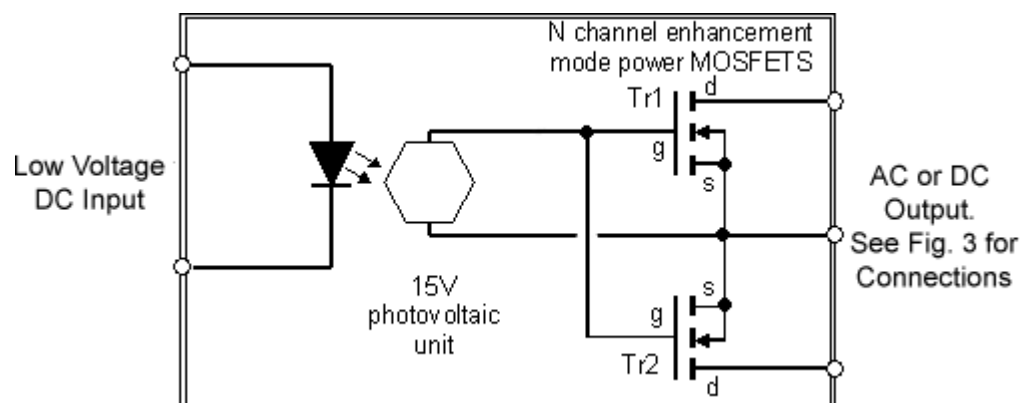 N channel enhancement
mode power MOSFETS
d
Tr1
g
s
Low Voltage
DC Input
AC or DC
Output.
See Fig. 3 for
Connections
15V
photovoltaic
unit
s
g
Tr2
d